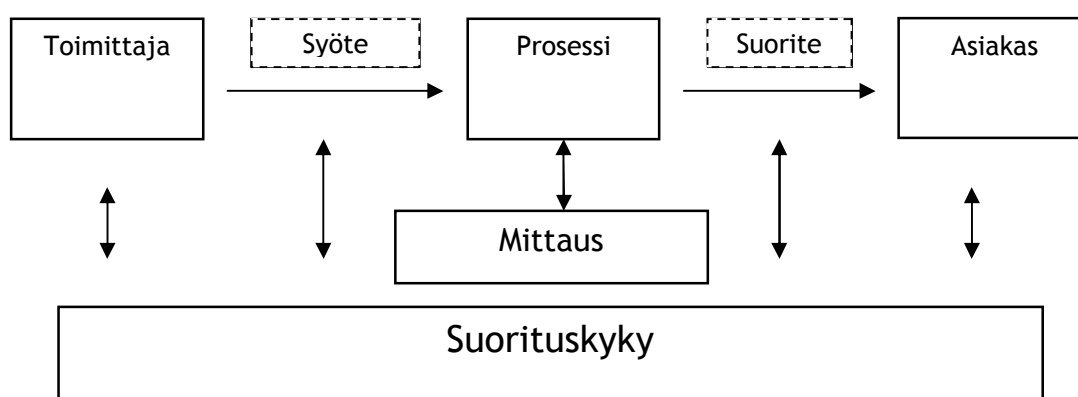 Toimittaja
Syöte
Prosessi
Suorite
Asiakas
Mittaus
Suorituskyky